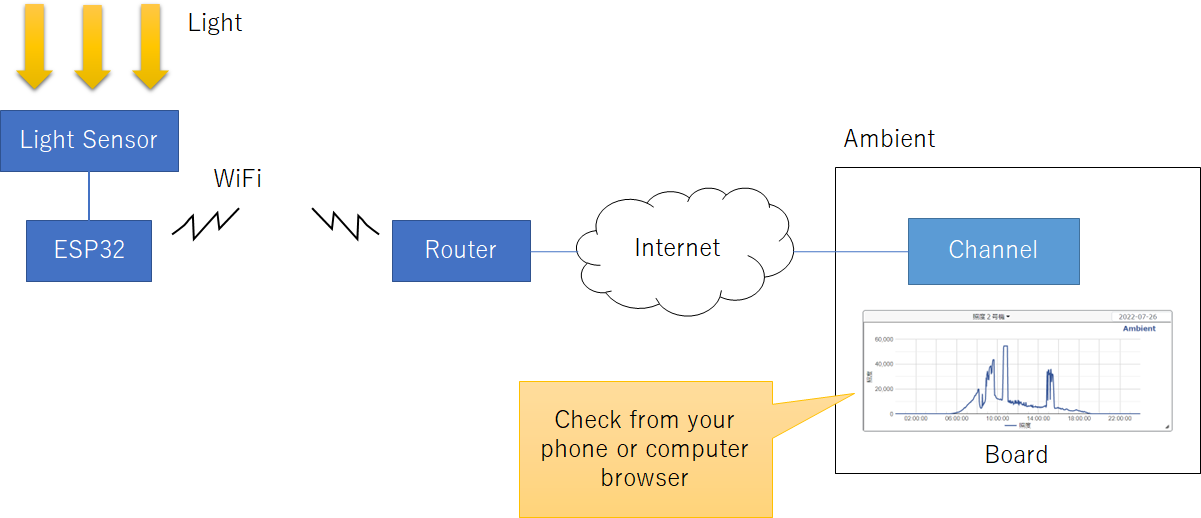 Light
Light Sensor
WiFi
ESP32
Router
Internet
Ambient
Channel
照度２号機
2022-07-26
Ambient
60,000
40,000
20,000
0
照度
02:00:00 06:00:00 10:00:00 14:00:00 18:00:00 22:00:00
照度
Board
Check from your
phone or computer
browser